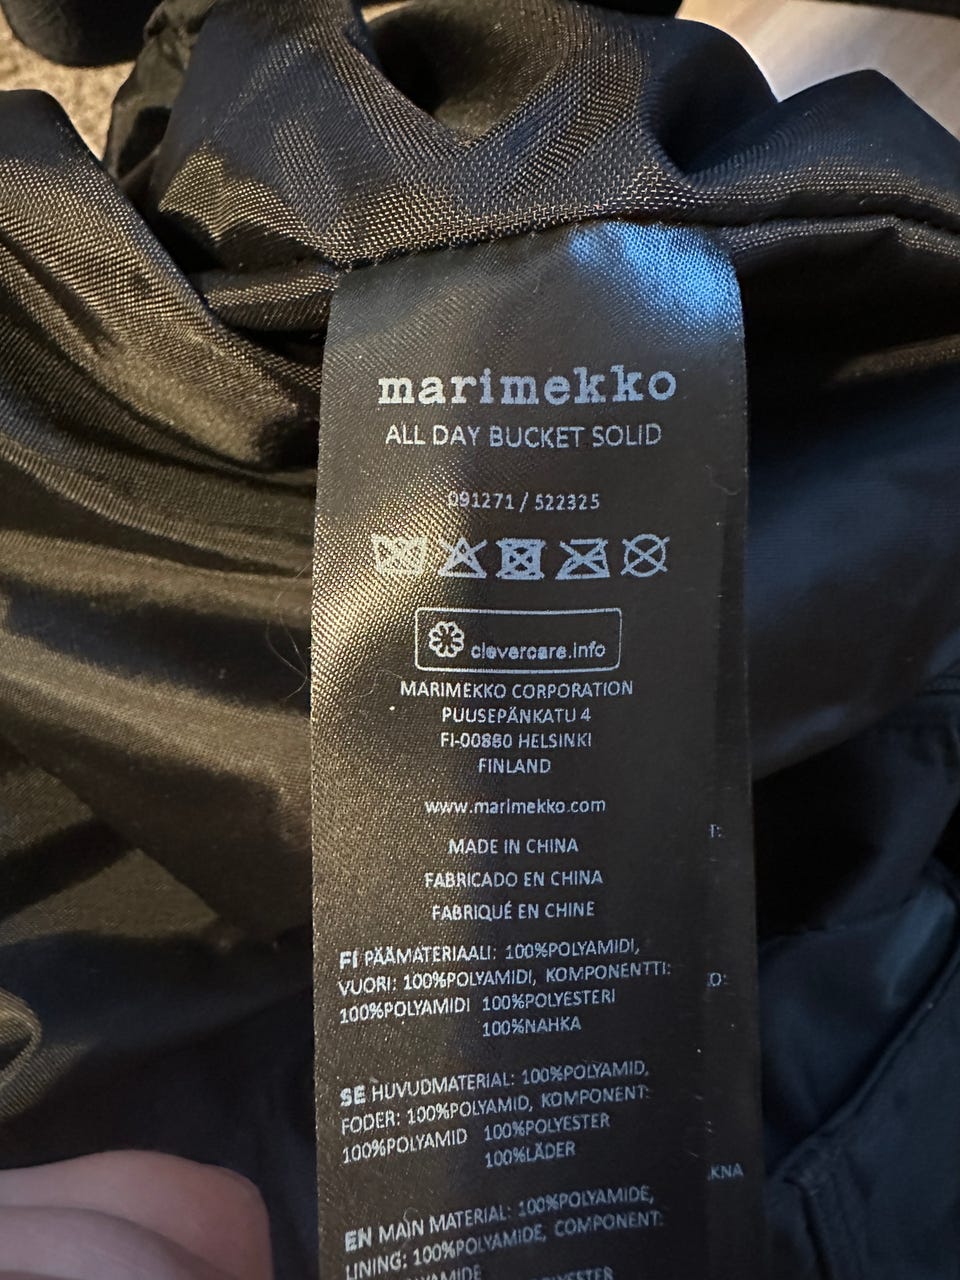 marimekko
ALL DAY BUCKET SOLID
091271 / 522325
clevercare.info
MARIMEKKO CORPORATION
PUUSEPÄNKATU 4
FI-00880 HELSINKI
FINLAND
www.marimekko.com
MADE IN CHINA
FABRICADO EN CHINA
FABRIQUÉ EN CHINE
FI PÄÄMATERIAALI: 100%POLYAMIDI,
VUORI: 100%POLYAMIDI, KOMPONENTTI:
100%POLYAMIDI 100%POLYESTERI
100%NAHKA
SE HUVUDMATERIAL: 100%POLYAMID,
FODER: 100%POLYAMID, KOMPONENT:
100%POLYAMID 100%POLYESTER
100%LÄDER
EN MAIN MATERIAL: 100%POLYAMIDE,
LINING: 100%POLYAMIDE, COMPONENT: